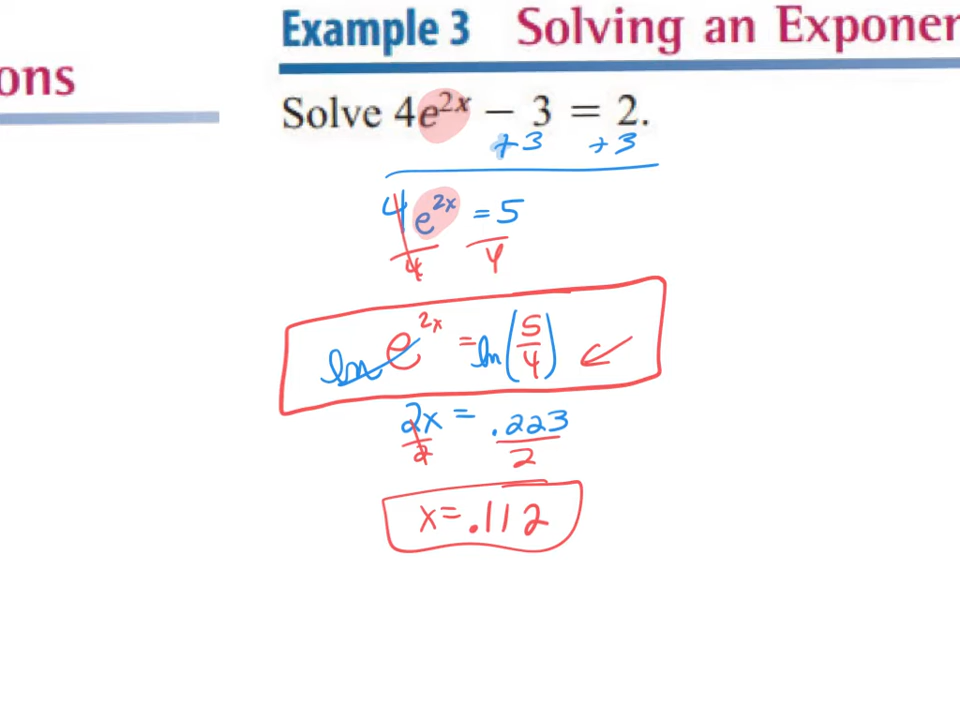 Example 3 Solving an Exponen
ons
Solve 4e^{2x} − 3 = 2.
+3 +3
4e^{2x} = 5
4 4
ln e^{2x} = ln(5/4)
2x = .223
2 2
x = .112